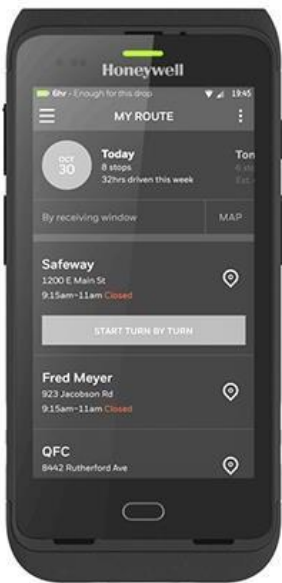 Honeywell
6hr - Enough for this drop 19:45
MY ROUTE
OCT
30
Today
8 stops
32hrs driven this week
Ton
By receiving window
MAP
Safeway
1200 E Main St
9:15am-11am Closed
START TURN BY TURN
Fred Meyer
923 Jacobson Rd
9:15am-11am Closed
QFC
8442 Rutherford Ave